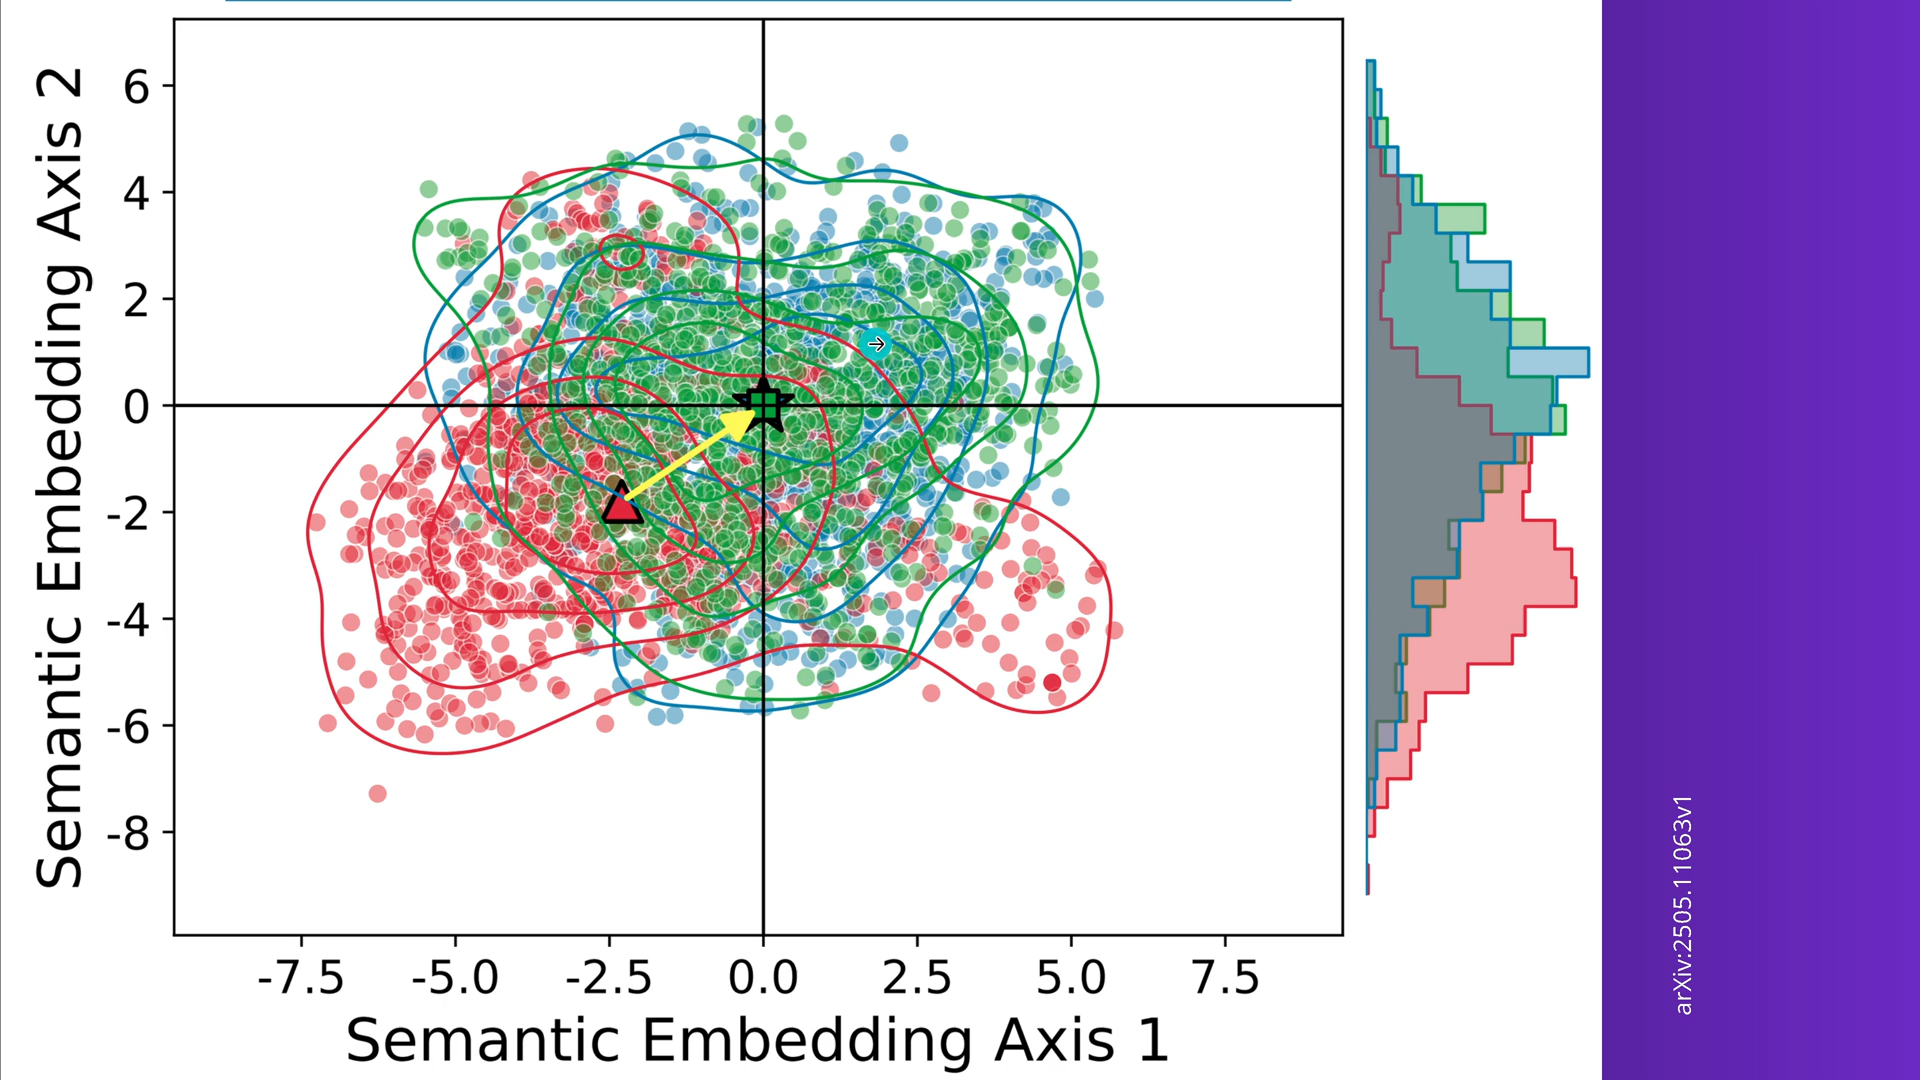 Semantic Embedding Axis 2
6
4
2
0
-2
-4
-6
-8
-7.5 -5.0 -2.5 0.0 2.5 5.0 7.5
Semantic Embedding Axis 1
arXiv:2505.11063v1